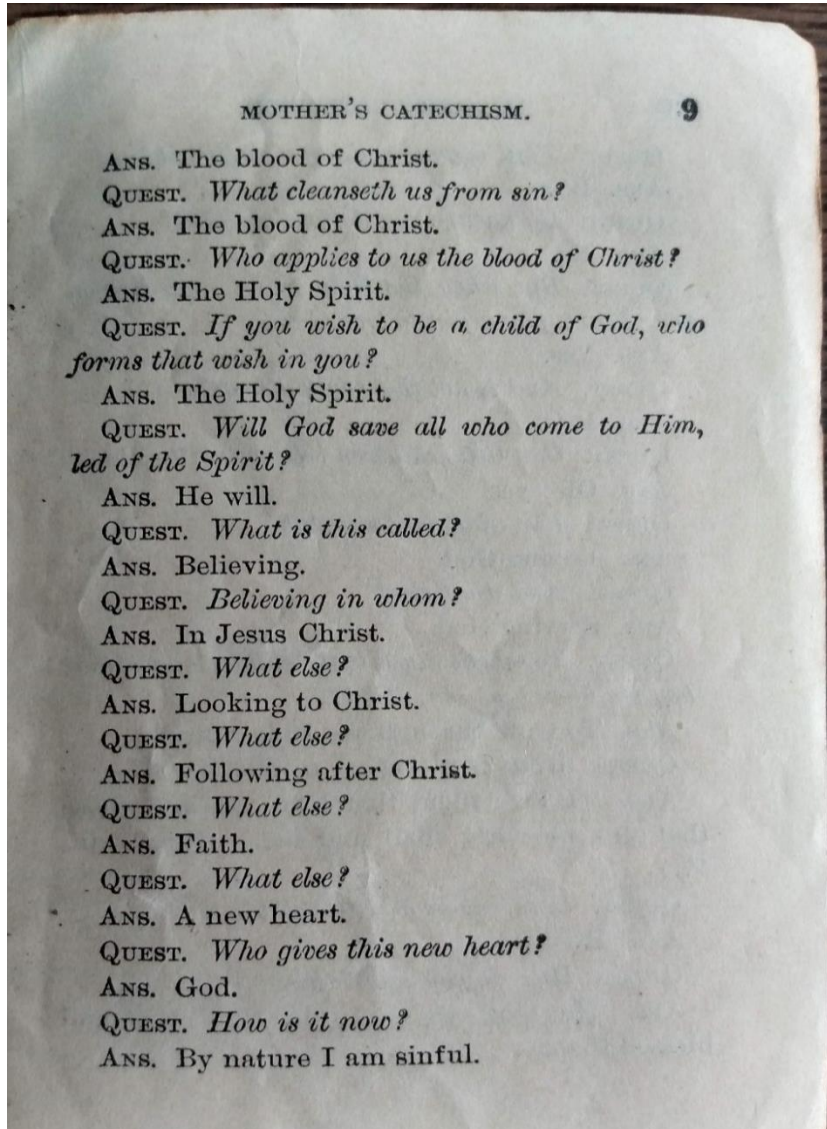 MOTHER'S CATECHISM. 9
ANS. The blood of Christ.
QUEST. What cleanseth us from sin?
ANS. The blood of Christ.
QUEST. Who applies to us the blood of Christ?
ANS. The Holy Spirit.
QUEST. If you wish to be a child of God, who
forms that wish in you?
ANS. The Holy Spirit.
QUEST. Will God save all who come to Him,
led of the Spirit?
ANS. He will.
QUEST. What is this called?
ANS. Believing.
QUEST. Believing in whom?
ANS. In Jesus Christ.
QUEST. What else?
ANS. Looking to Christ.
QUEST. What else?
ANS. Following after Christ.
QUEST. What else?
ANS. Faith.
QUEST. What else?
ANS. A new heart.
QUEST. Who gives this new heart?
ANS. God.
QUEST. How is it now?
ANS. By nature I am sinful.